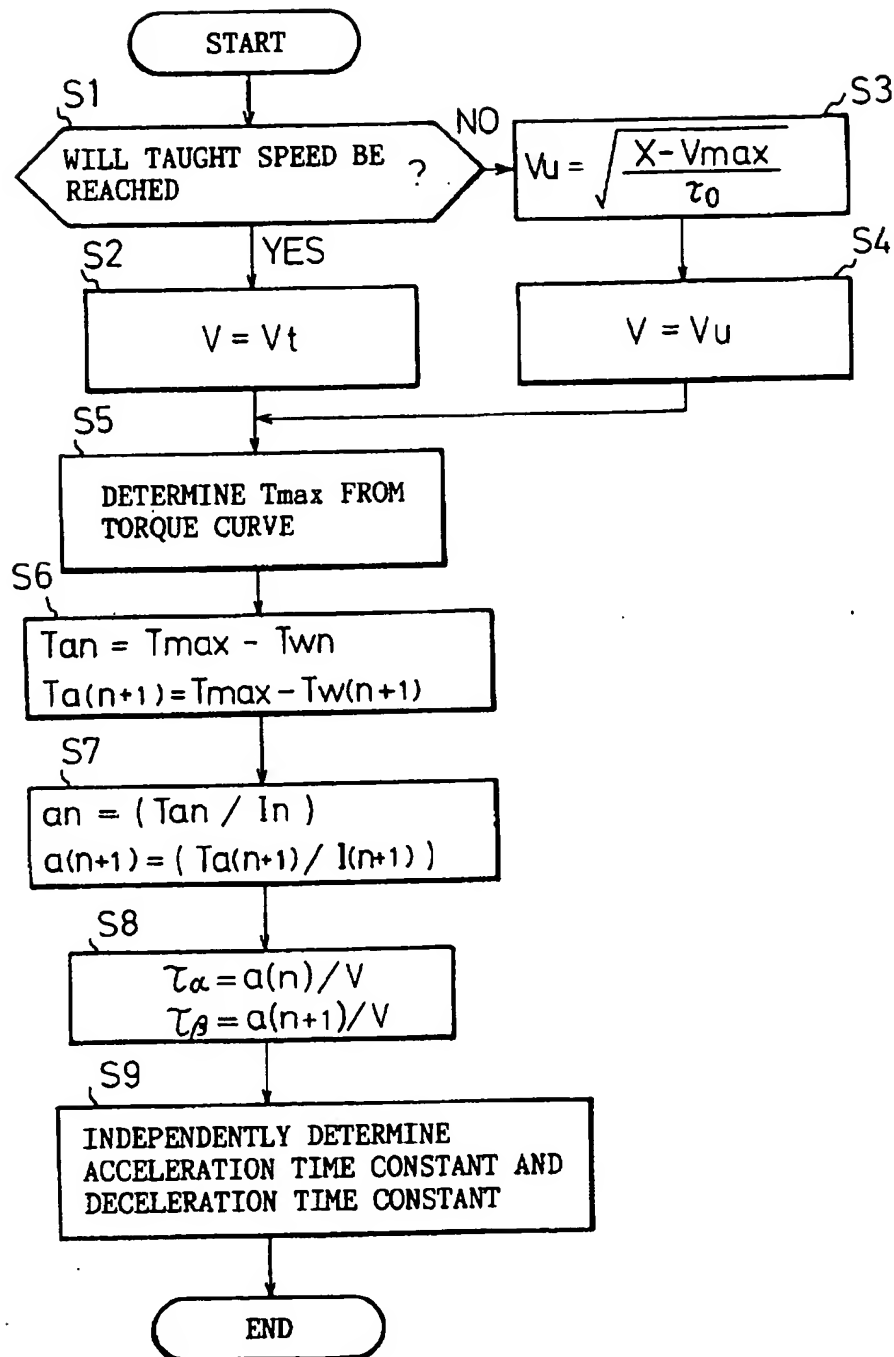 START
S1
WILL TAUGHT SPEED BE
REACHED ?
NO
S3
Vu = √((X-Vmax)/τ0)
YES
S2
V = Vt
S4
V = Vu
S5
DETERMINE Tmax FROM
TORQUE CURVE
S6
Tan = Tmax - Twn
Ta(n+1)=Tmax-Tw(n+1)
S7
an = (Tan / In)
a(n+1)=(Ta(n+1)/I(n+1))
S8
τα=a(n)/V
τβ=a(n+1)/V
S9
INDEPENDENTLY DETERMINE
ACCELERATION TIME CONSTANT AND
DECELERATION TIME CONSTANT
END